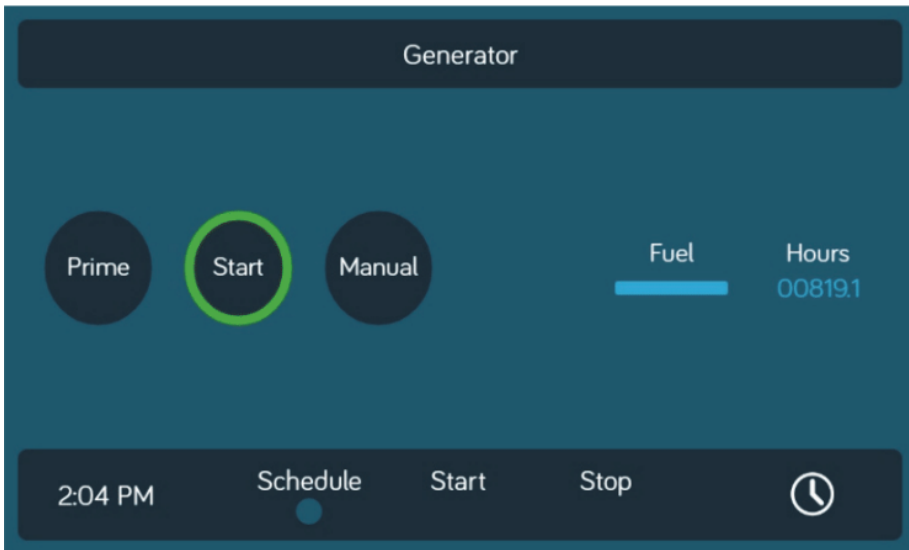 Generator
Prime Start Manual
Fuel Hours
00819.1
2:04 PM Schedule Start Stop